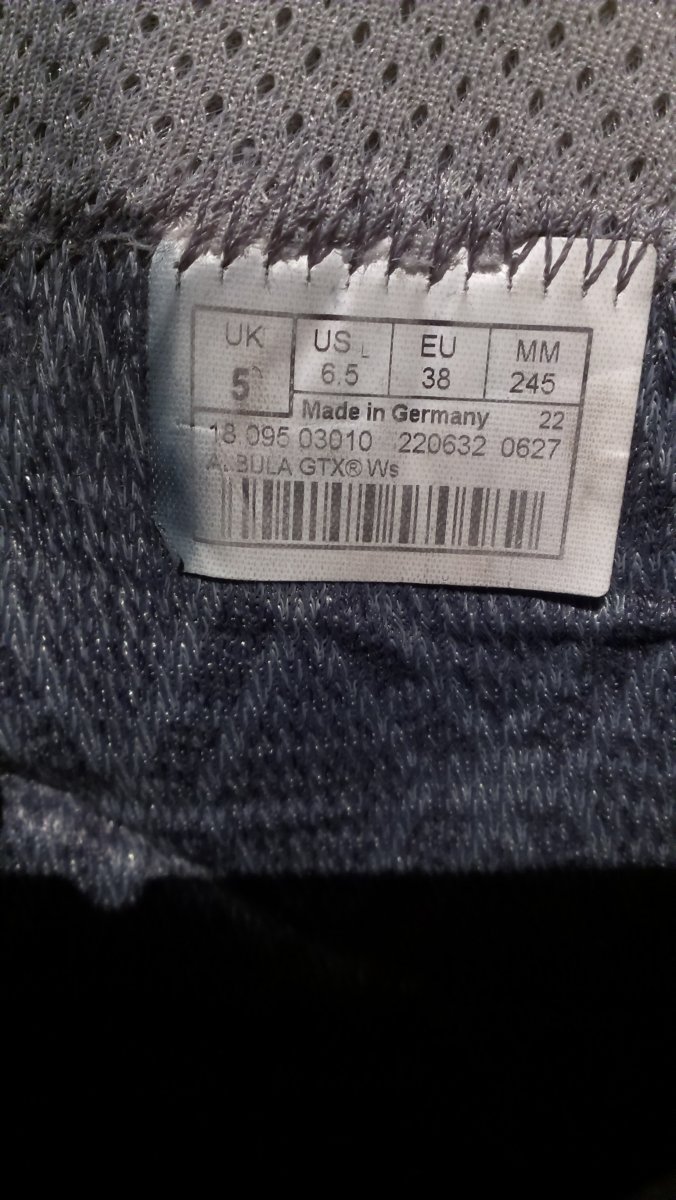 UK US L EU MM
5 6.5 38 245
Made in Germany 22
18 095 03010 220632 0627
ALBULA GTX® Ws